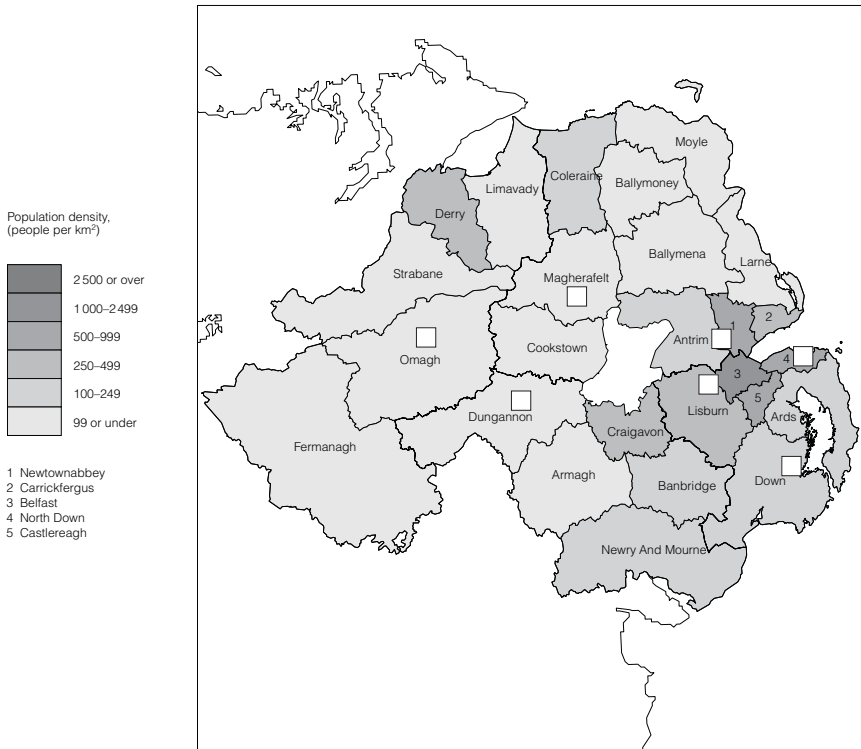 Population density,
(people per km²)
2 500 or over
1 000–2 499
500–999
250–499
100–249
99 or under
1 Newtownabbey
2 Carrickfergus
3 Belfast
4 North Down
5 Castlereagh
Moyle
Coleraine
Limavady
Ballymoney
Derry
Ballymena
Larne
Strabane
Magherafelt
1
2
Antrim
Cookstown
Omagh
4
3
5
Lisburn
Dungannon
Ards
Craigavon
Fermanagh
Armagh
Banbridge
Down
Newry And Mourne